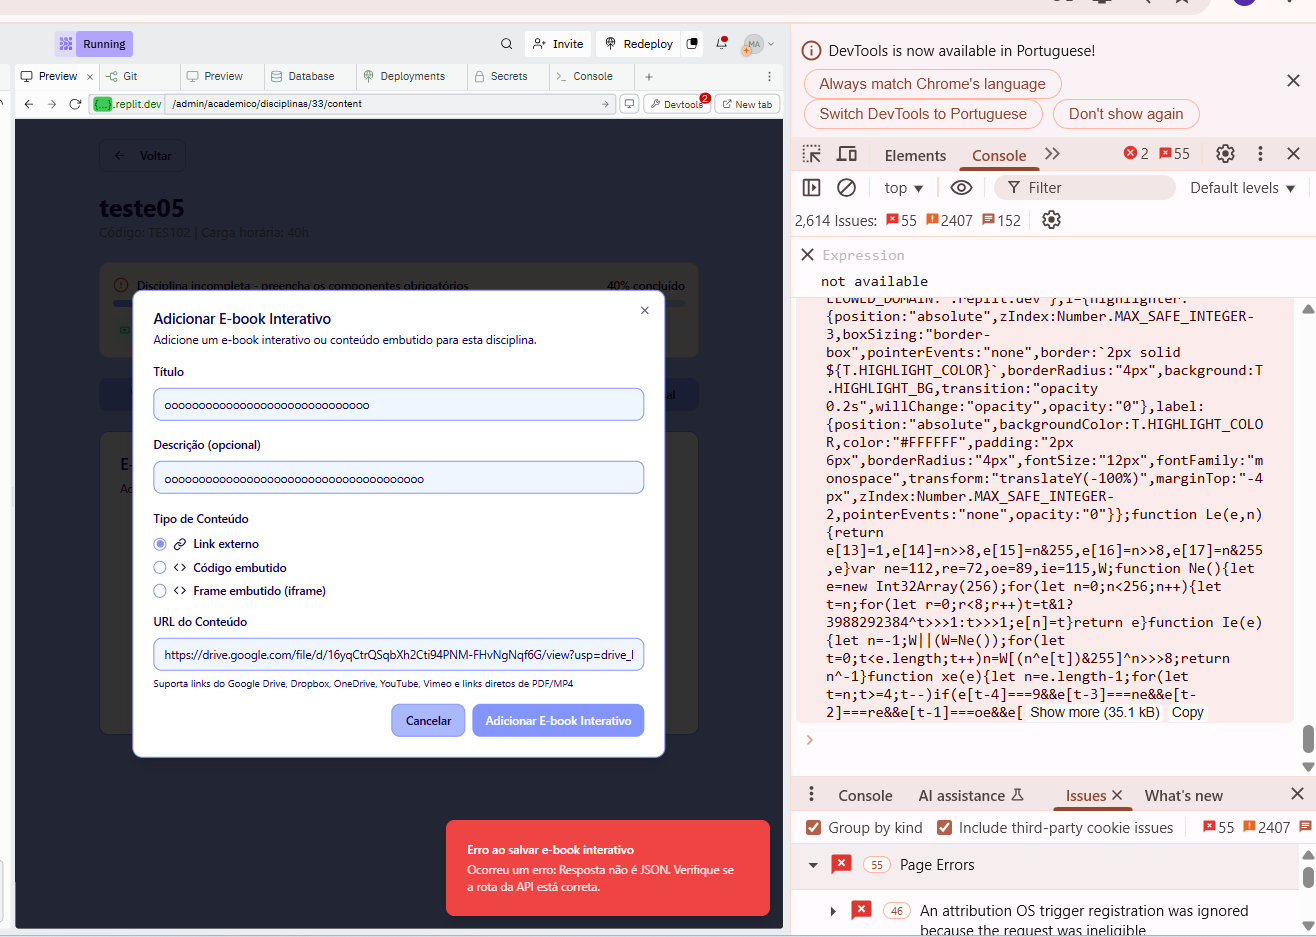 Running
Invite
Redeploy
MA
Preview
Git
Preview
Database
Deployments
Secrets
Console
{...}.replit.dev
/admin/academico/disciplinas/33/content
Devtools
2
New tab
Voltar
teste05
Código: TES102 | Carga horária: 40h
Disciplina incompleta - preencha os componentes obrigatórios
40% concluído
Adicionar E-book Interativo
Adicione um e-book interativo ou conteúdo embutido para esta disciplina.
Título
oooooooooooooooooooooooooooooo
Descrição (opcional)
oooooooooooooooooooooooooooooooooooooo
Tipo de Conteúdo
Link externo
Código embutido
Frame embutido (iframe)
URL do Conteúdo
https://drive.google.com/file/d/16yqCtrQSqbXh2Cti94PNM-FHvNgNqf6G/view?usp=drive_l
Suporta links do Google Drive, Dropbox, OneDrive, YouTube, Vimeo e links diretos de PDF/MP4
Cancelar
Adicionar E-book Interativo
Erro ao salvar e-book interativo
Ocorreu um erro: Resposta não é JSON. Verifique se
a rota da API está correta.
DevTools is now available in Portuguese!
Always match Chrome's language
Switch DevTools to Portuguese
Don't show again
Elements
Console
2
55
top
Filter
Default levels
2,614 Issues:
55
2407
152
Expression
not available
LLOWED_DOMAIN:".replit.dev"},i={highlighter:
{position:"absolute",zIndex:Number.MAX_SAFE_INTEGER-
3,boxSizing:"border-
box",pointerEvents:"none",border:`2px solid
${T.HIGHLIGHT_COLOR}`,borderRadius:"4px",background:T
.HIGHLIGHT_BG,transition:"opacity
0.2s",willChange:"opacity",opacity:"0"},label:
{position:"absolute",backgroundColor:T.HIGHLIGHT_COLO
R,color:"#FFFFFF",padding:"2px
6px",borderRadius:"4px",fontSize:"12px",fontFamily:"m
onospace",transform:"translateY(-100%)",marginTop:"-4
px",zIndex:Number.MAX_SAFE_INTEGER-
2,pointerEvents:"none",opacity:"0"}};function Le(e,n)
{return
e[13]=1,e[14]=n>>8,e[15]=n&255,e[16]=n>>8,e[17]=n&255
,e}var ne=112,re=72,oe=89,ie=115,W;function Ne(){let
e=new Int32Array(256);for(let n=0;n<256;n++){let
t=n;for(let r=0;r<8;r++)t=t&1?
3988292384^t>>>1:t>>>1;e[n]=t}return e}function Ie(e)
{let n=-1;W||(W=Ne());for(let
t=0;t<e.length;t++)n=W[(n^e[t])&255]^n>>>8;return
n^-1}function xe(e){let n=e.length-1;for(let
t=n;t>=4;t--)if(e[t-4]===9&&e[t-3]===ne&&e[t-
2]===re&&e[t-1]===oe&&e[ Show more (35.1 kB) Copy
Console
AI assistance
Issues
What's new
Group by kind
Include third-party cookie issues
55
2407
55
Page Errors
46
An attribution OS trigger registration was ignored
because the request was ineligible